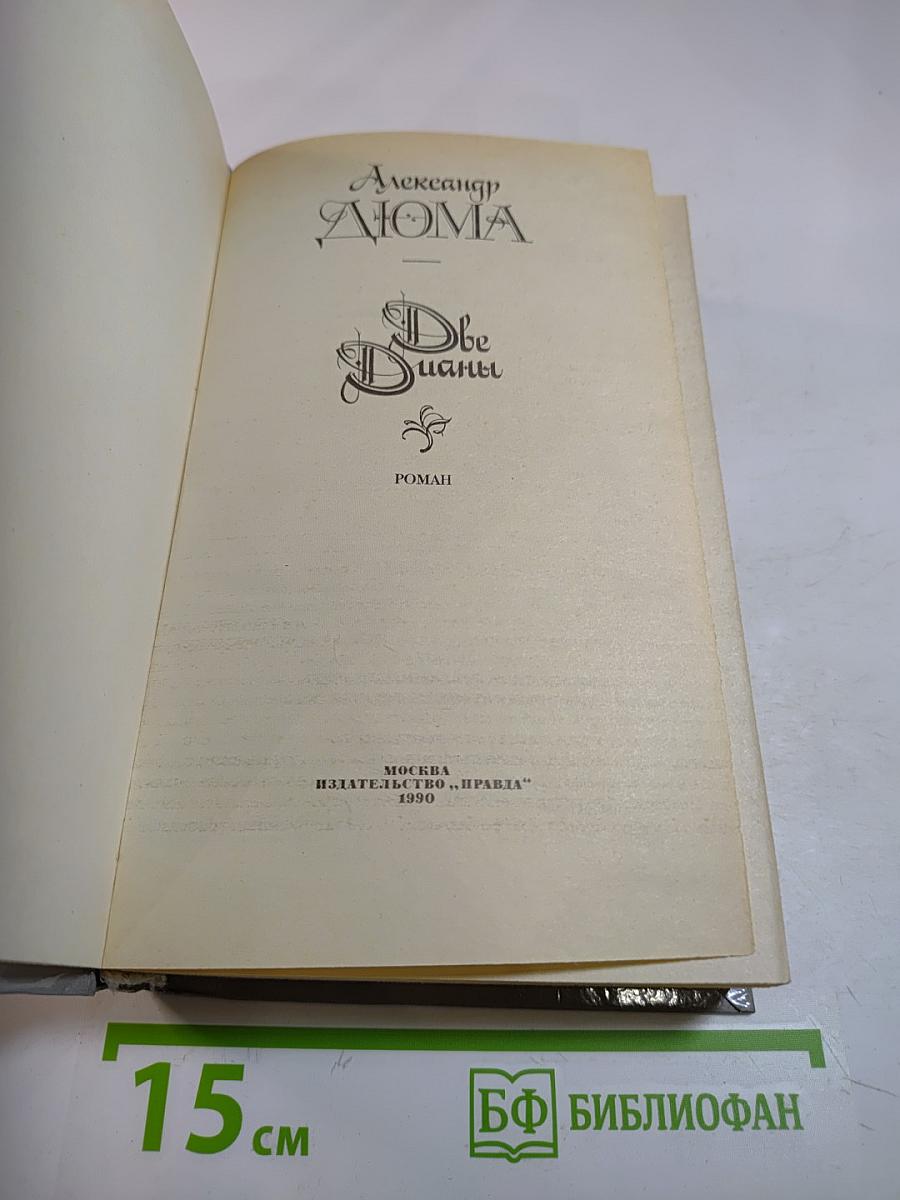 Александр
ДЮМА
Две
Дианы
РОМАН
МОСКВА
ИЗДАТЕЛЬСТВО „ПРАВДА“
1990
15 см
БФ БИБЛИОФАН